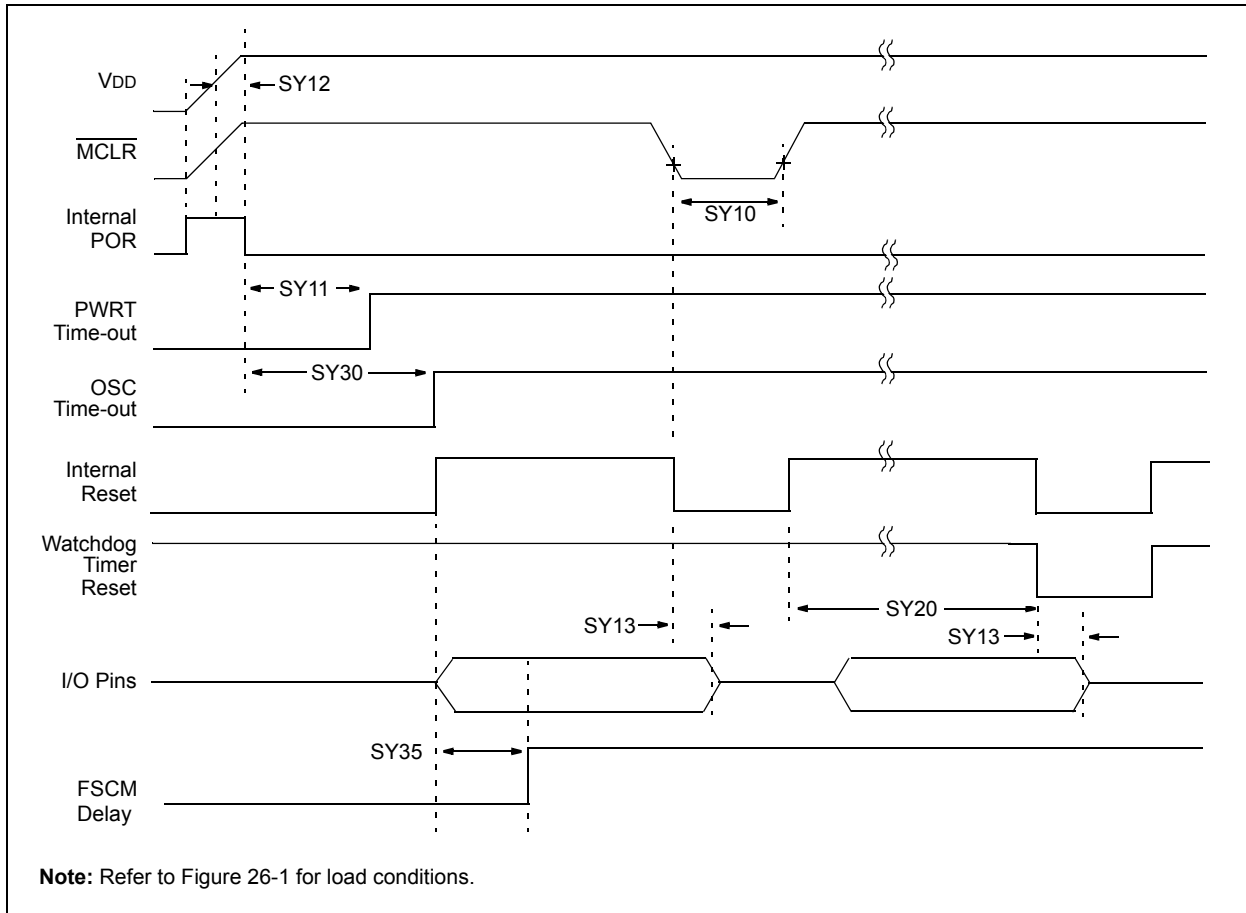 VDD
SY12
MCLR
SY10
Internal
POR
SY11
PWRT
Time-out
SY30
OSC
Time-out
Internal
Reset
Watchdog
Timer
Reset
SY20
SY13
SY13
I/O Pins
SY35
FSCM
Delay
Note: Refer to Figure 26-1 for load conditions.